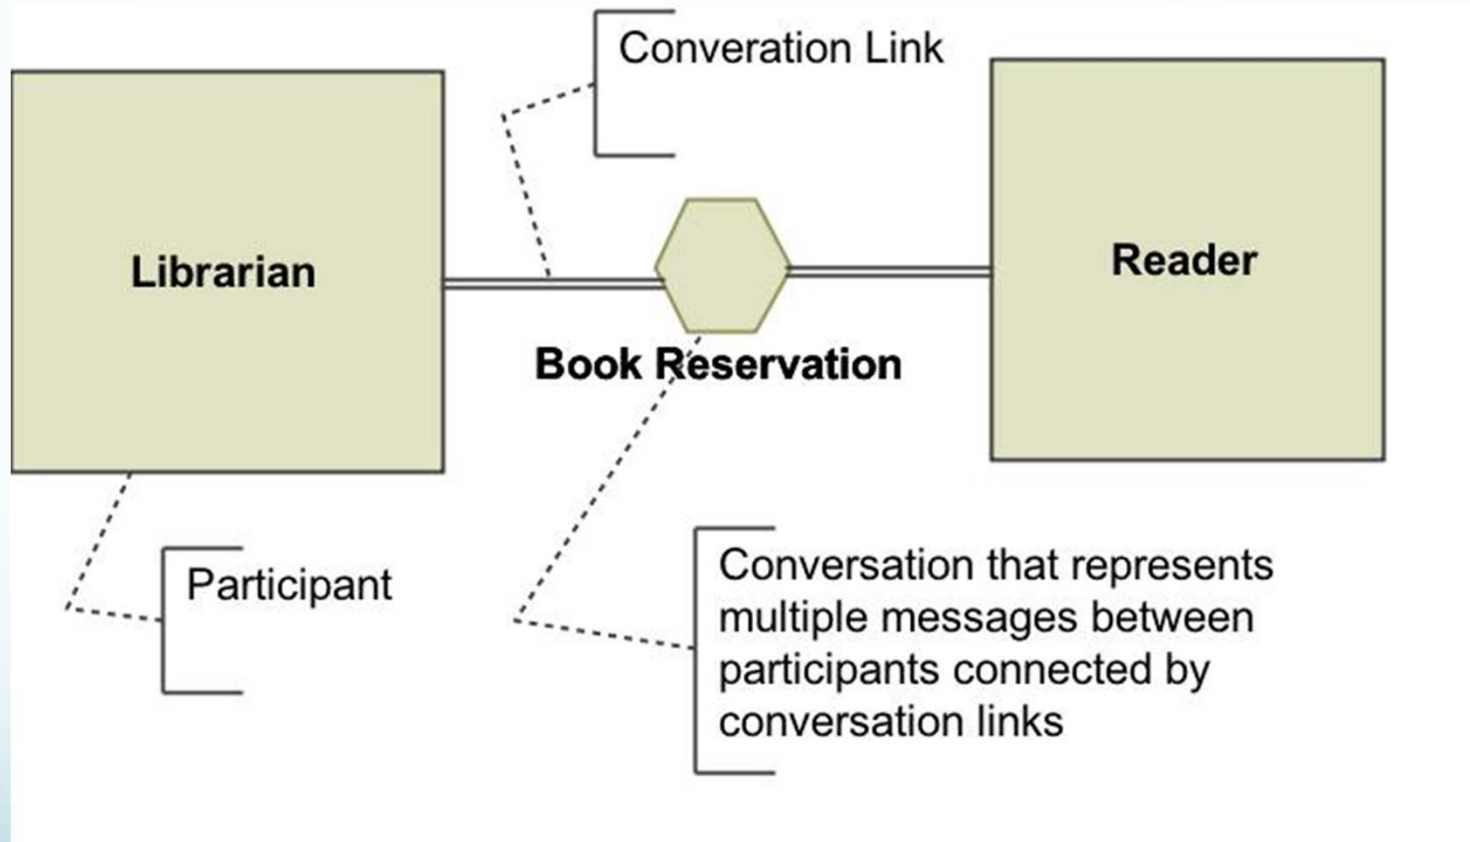 Converation Link
Librarian
Reader
Book Reservation
Participant
Conversation that represents
multiple messages between
participants connected by
conversation links